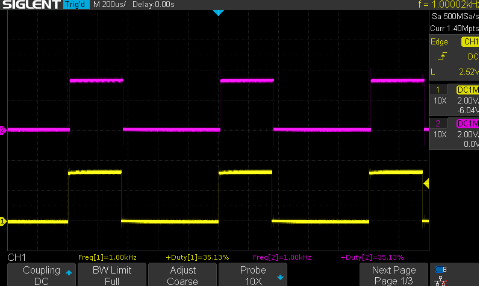 SIGLENT Trig'd M 200us/ Delay 0.00s f = 1.00002kHz
Sa 500MSa/s
Curr 1.40Mpts
Edge CH1
DC
L 2.52V
1 DC1M
10X 2.00V/
-6.04V
2 DC1M
10X 2.00V/
0.0V
2
1
CH1 Freq[1]=1.00kHz +Duty[1]=35.13% Freq[2]=1.00kHz +Duty[2]=35.13%
Coupling BW Limit Adjust Probe Next Page
DC Full Coarse 10X Page 1/3